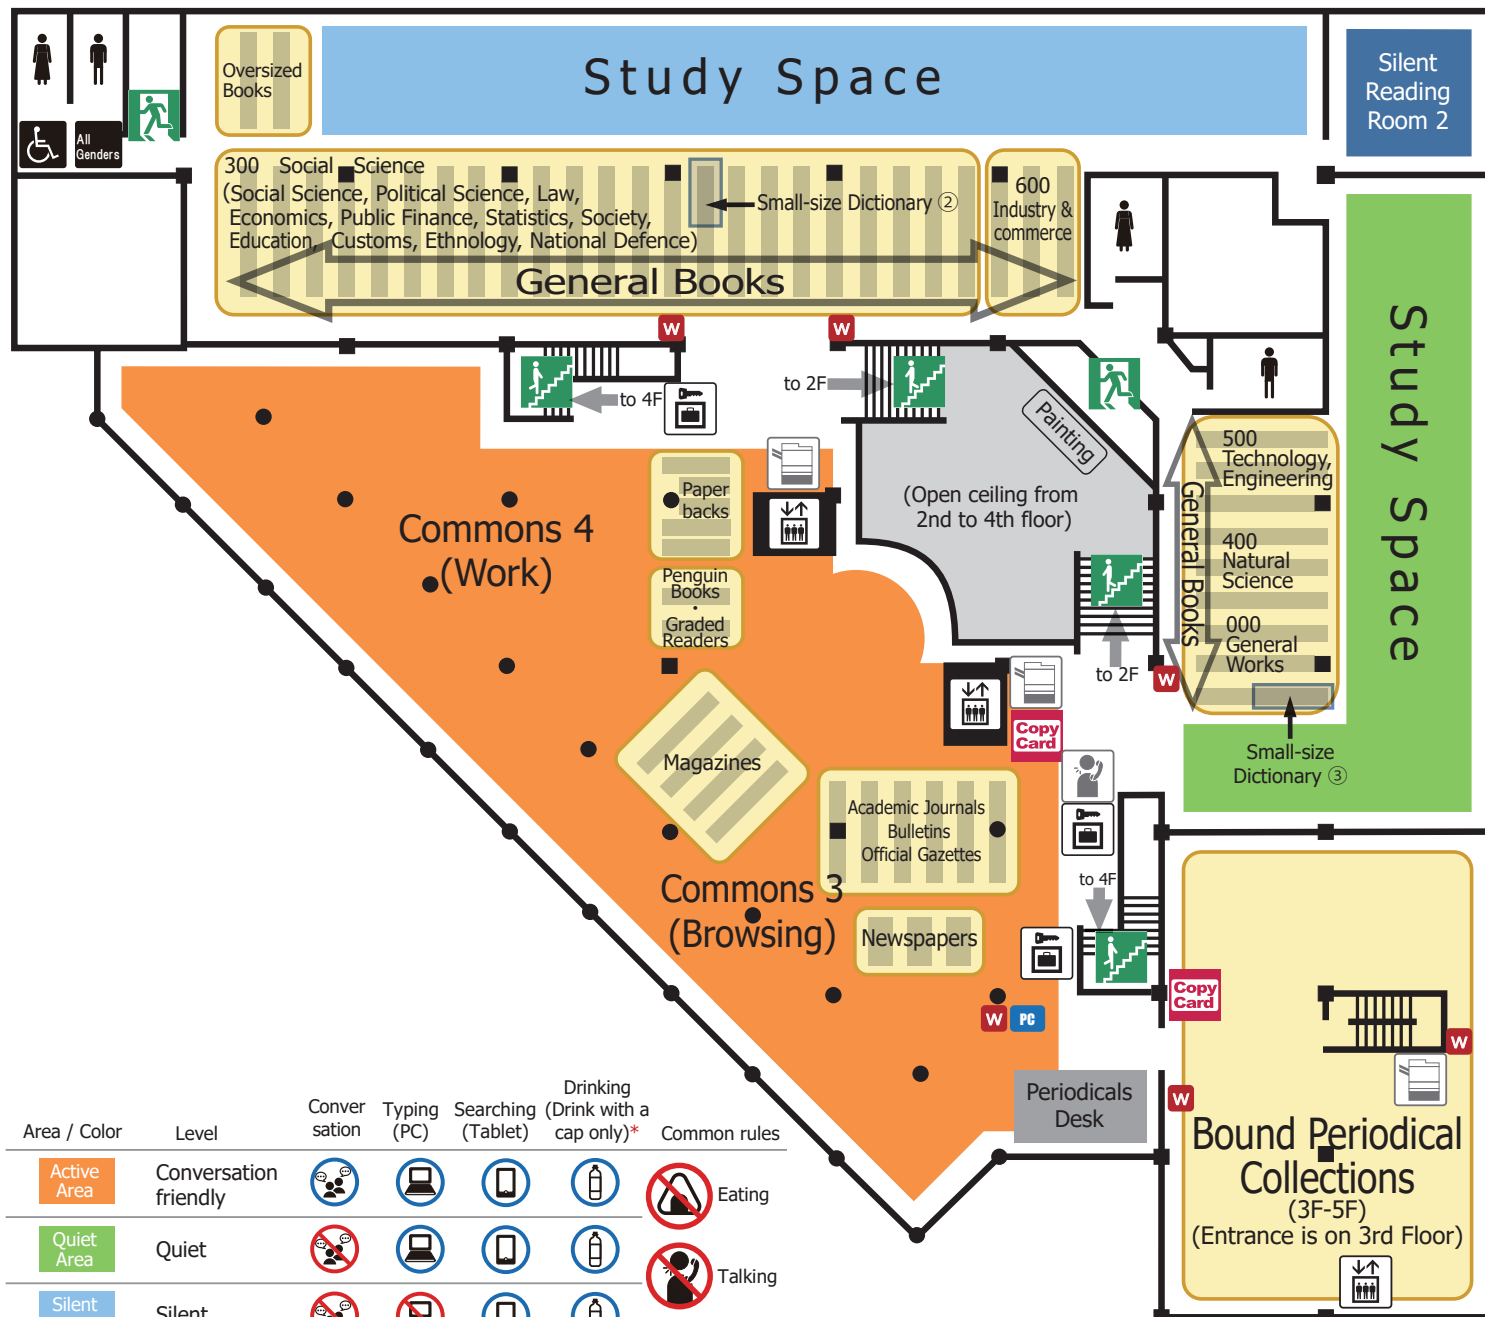 Study Space
Oversized
Books
All
Genders
Silent
Reading
Room 2
300 Social Science
(Social Science, Political Science, Law,
Economics, Public Finance, Statistics, Society,
Education, Customs, Ethnology, National Defence)
Small-size Dictionary ②
600
Industry &
commerce
General Books
W
W
to 4F
to 2F
Painting
(Open ceiling from
2nd to 4th floor)
Study Space
500
Technology,
Engineering
400
Natural
Science
000
General
Works
General Books
Paper
backs
Commons 4
(Work)
Penguin
Books
・
Graded
Readers
to 2F
W
Copy
Card
Small-size
Dictionary ③
Magazines
Academic Journals
Bulletins
Official Gazettes
Commons 3
(Browsing)
to 4F
Newspapers
Copy
Card
W
PC
W
Periodicals
Desk
W
Bound Periodical
Collections
(3F-5F)
(Entrance is on 3rd Floor)
Area / Color
Level
Conver
sation
Typing
(PC)
Searching
(Tablet)
Drinking
(Drink with a
cap only)*
Common rules
Active
Area
Conversation
friendly
Eating
Quiet
Area
Quiet
Talking
Silent
Silent